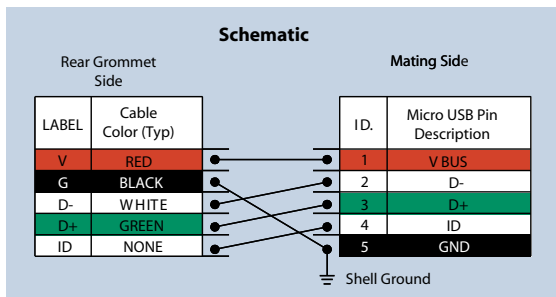 Schematic
Rear Grommet
Side
Mating Side
LABEL
Cable
Color (Typ)
ID.
Micro USB Pin
Description
V RED 1 V BUS
G BLACK 2 D-
D- WHITE 3 D+
D+ GREEN 4 ID
ID NONE 5 GND
Shell Ground